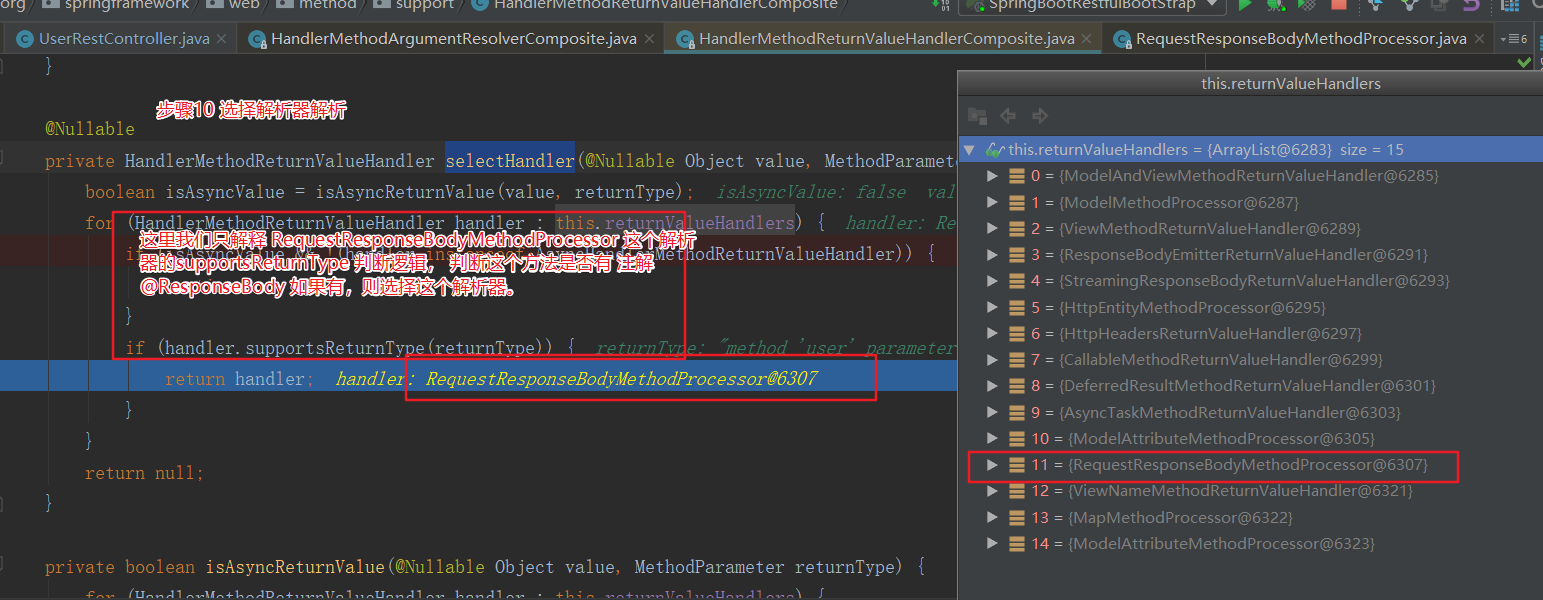 org springframework web method support HandlerMethodReturnValueHandlerComposite SpringBootRestfulBootStrap
UserRestController.java HandlerMethodArgumentResolverComposite.java HandlerMethodReturnValueHandlerComposite.java RequestResponseBodyMethodProcessor.java 6
}
步骤10 选择解析器解析
@Nullable
private HandlerMethodReturnValueHandler selectHandler(@Nullable Object value, MethodParamete
boolean isAsyncValue = isAsyncReturnValue(value, returnType); isAsyncValue: false val
for (HandlerMethodReturnValueHandler handler : this.returnValueHandlers) { handler: Re
这里我们只解释 RequestResponseBodyMethodProcessor 这个解析
器的supportsReturnType 判断逻辑， 判断这个方法是否有 注解
@ResponseBody 如果有，则选择这个解析器。
MethodReturnValueHandler)) {
}
if (handler.supportsReturnType(returnType)) { returnType: "method 'user' parameter
return handler; handler: RequestResponseBodyMethodProcessor@6307
}
}
return null;
}
private boolean isAsyncReturnValue(@Nullable Object value, MethodParameter returnType) {
for (HandlerMethodReturnValueHandler handler : this.returnValueHandlers) {
this.returnValueHandlers
this.returnValueHandlers = {ArrayList@6283} size = 15
0 = {ModelAndViewMethodReturnValueHandler@6285}
1 = {ModelMethodProcessor@6287}
2 = {ViewMethodReturnValueHandler@6289}
3 = {ResponseBodyEmitterReturnValueHandler@6291}
4 = {StreamingResponseBodyReturnValueHandler@6293}
5 = {HttpEntityMethodProcessor@6295}
6 = {HttpHeadersReturnValueHandler@6297}
7 = {CallableMethodReturnValueHandler@6299}
8 = {DeferredResultMethodReturnValueHandler@6301}
9 = {AsyncTaskMethodReturnValueHandler@6303}
10 = {ModelAttributeMethodProcessor@6305}
11 = {RequestResponseBodyMethodProcessor@6307}
12 = {ViewNameMethodReturnValueHandler@6321}
13 = {MapMethodProcessor@6322}
14 = {ModelAttributeMethodProcessor@6323}